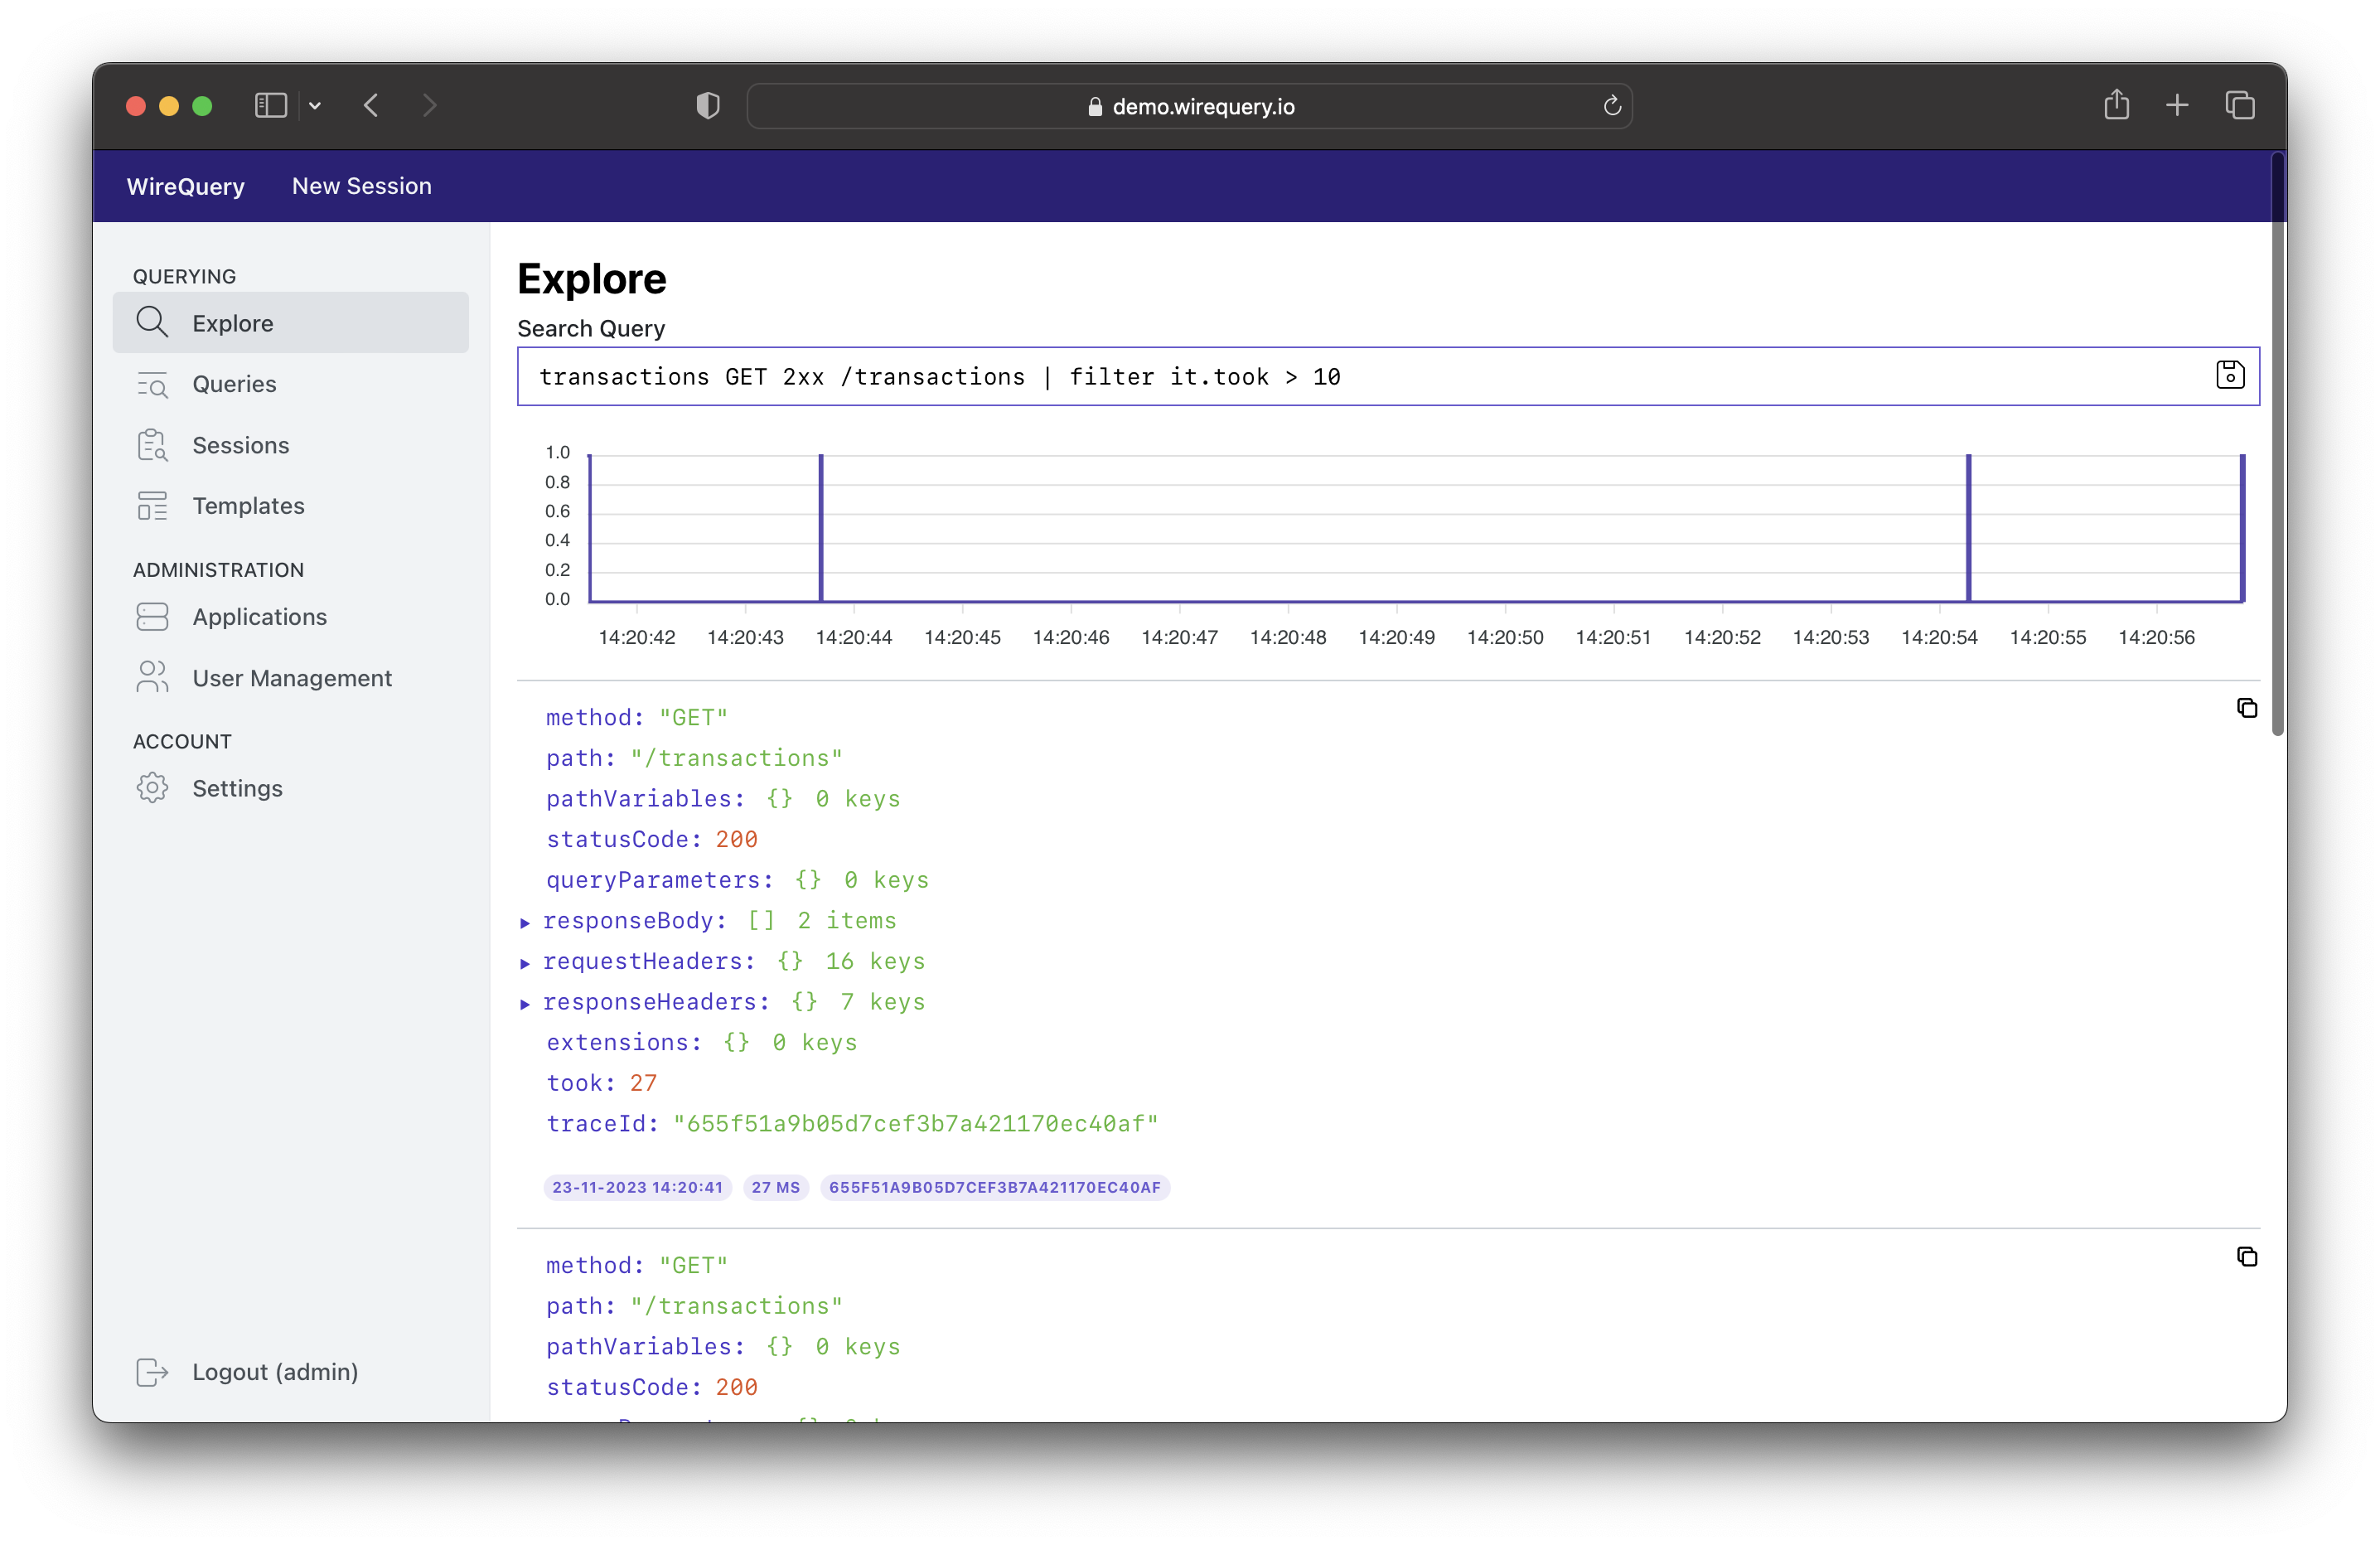 demo.wirequery.io
WireQuery New Session
QUERYING
Explore
Queries
Sessions
Templates
ADMINISTRATION
Applications
User Management
ACCOUNT
Settings
Logout (admin)
Explore
Search Query
transactions GET 2xx /transactions | filter it.took > 10
1.0
0.8
0.6
0.4
0.2
0.0
14:20:42 14:20:43 14:20:44 14:20:45 14:20:46 14:20:47 14:20:48 14:20:49 14:20:50 14:20:51 14:20:52 14:20:53 14:20:54 14:20:55 14:20:56
method: "GET"
path: "/transactions"
pathVariables: {} 0 keys
statusCode: 200
queryParameters: {} 0 keys
responseBody: [] 2 items
requestHeaders: {} 16 keys
responseHeaders: {} 7 keys
extensions: {} 0 keys
took: 27
traceId: "655f51a9b05d7cef3b7a421170ec40af"
23-11-2023 14:20:41 27 MS 655F51A9B05D7CEF3B7A421170EC40AF
method: "GET"
path: "/transactions"
pathVariables: {} 0 keys
statusCode: 200